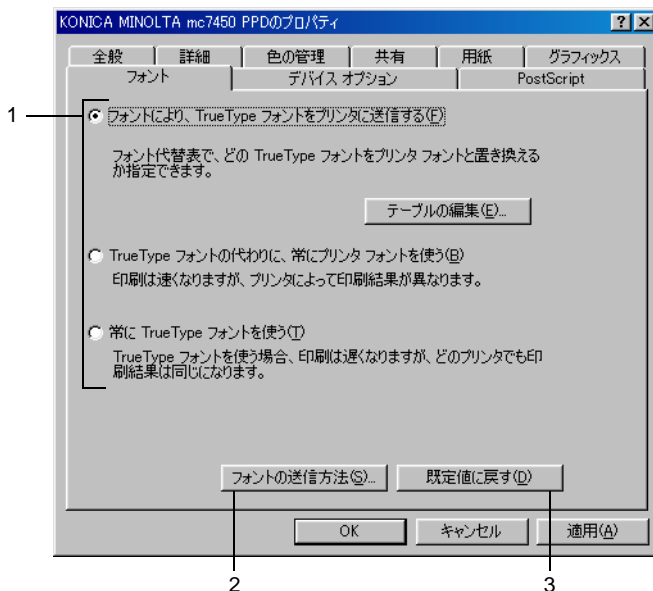 KONICA MINOLTA mc7450 PPDのプロパティ
全般 詳細 色の管理 共有 用紙 グラフィックス
フォント デバイス オプション PostScript
1
フォントにより、TrueType フォントをプリンタに送信する(F)
フォント代替表で、どの TrueType フォントをプリンタ フォントと置き換える
か指定できます。
テーブルの編集(E)...
TrueType フォントの代わりに、常にプリンタ フォントを使う(B)
印刷は速くなりますが、プリンタによって印刷結果が異なります。
常に TrueType フォントを使う(T)
TrueType フォントを使う場合、印刷は遅くなりますが、どのプリンタでも印
刷結果は同じになります。
フォントの送信方法(S)... 既定値に戻す(D)
OK キャンセル 適用(A)
2 3